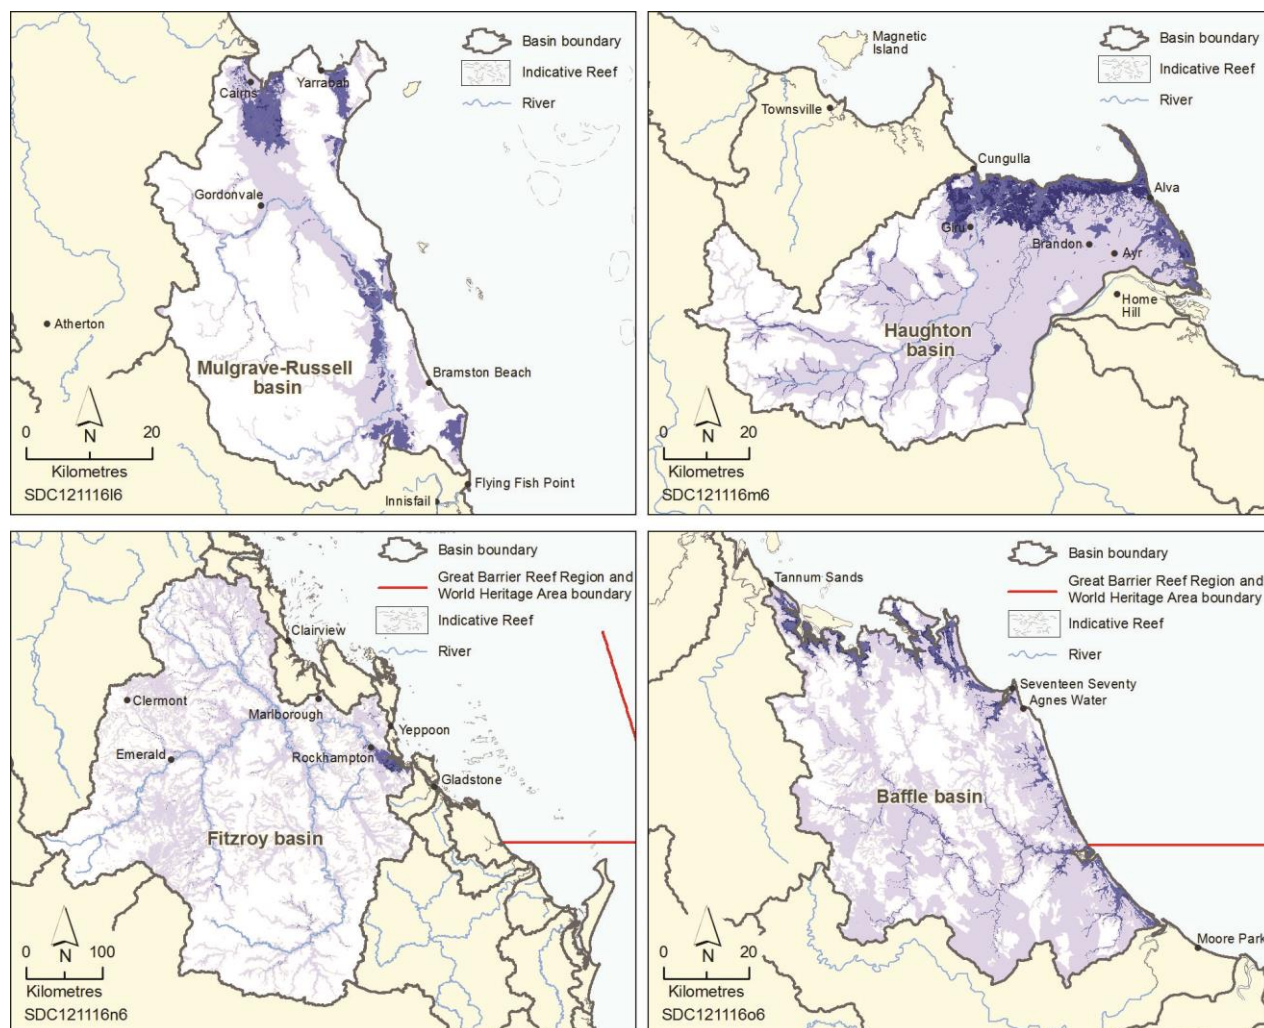 Basin boundary
Indicative Reef
River
Cairns
Yarrabah
Gordonvale
Atherton
Mulgrave-Russell
basin
Bramston Beach
0 20
N
Kilometres
SDC121116l6
Flying Fish Point
Innisfail
Magnetic
Island
Basin boundary
Indicative Reef
River
Townsville
Cungulla
Alva
Giru
Brandon
Ayr
Home
Hill
Haughton
basin
0 20
N
Kilometres
SDC121116m6
Basin boundary
Great Barrier Reef Region and
World Heritage Area boundary
Indicative Reef
River
Clairview
Clermont
Marlborough
Yeppoon
Emerald
Rockhampton
Gladstone
Fitzroy basin
0 100
N
Kilometres
SDC121116n6
Basin boundary
Great Barrier Reef Region and
World Heritage Area boundary
Indicative Reef
River
Tannum Sands
Seventeen Seventy
Agnes Water
Baffle basin
0 20
N
Kilometres
SDC121116o6
Moore Park